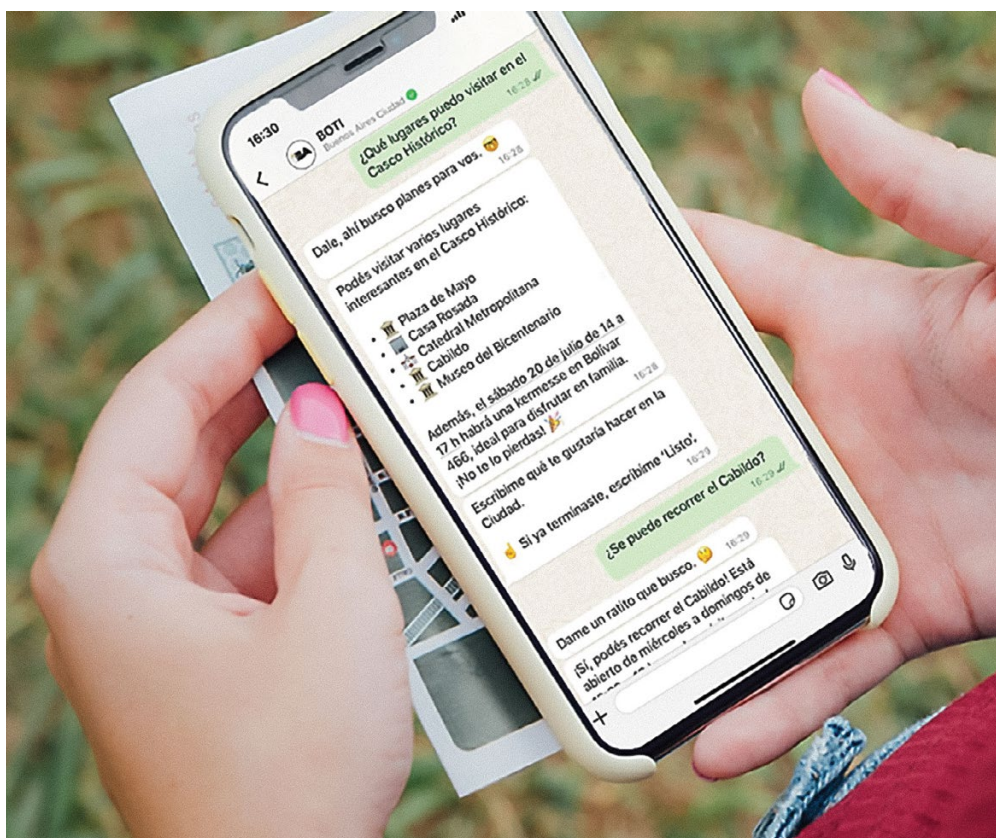 16:30
BA
BOTI
Buenos Aires Ciudad
¿Qué lugares puedo visitar en el
Casco Histórico?
16:28
Dale, ahí busco planes para vos. 🤠
16:28
Podés visitar varios lugares
interesantes en el Casco Histórico:
• 🏛 Plaza de Mayo
• Casa Rosada
• Catedral Metropolitana
• 🏛 Cabildo
• 🏛 Museo del Bicentenario
Además, el sábado 20 de julio de 14 a
17 h habrá una kermesse en Bolívar
466, ideal para disfrutar en familia.
¡No te lo pierdas! 🎉
16:28
Escribime qué te gustaría hacer en la
Ciudad.
☝ Si ya terminaste, escribime 'Listo'.
16:29
¿Se puede recorrer el Cabildo?
16:29
Dame un ratito que busco. 🤔
16:29
¡Sí, podés recorrer el Cabildo! Está
abierto de miércoles a domingos de